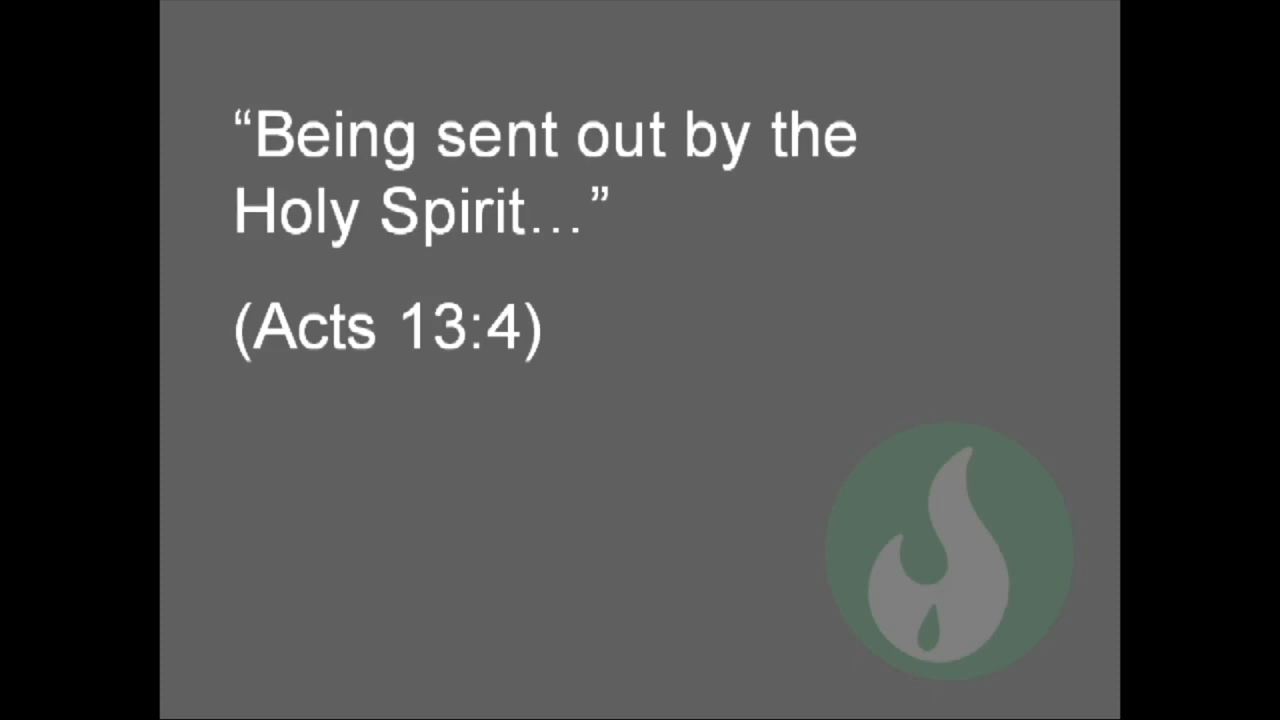 “Being sent out by the
Holy Spirit…”
(Acts 13:4)